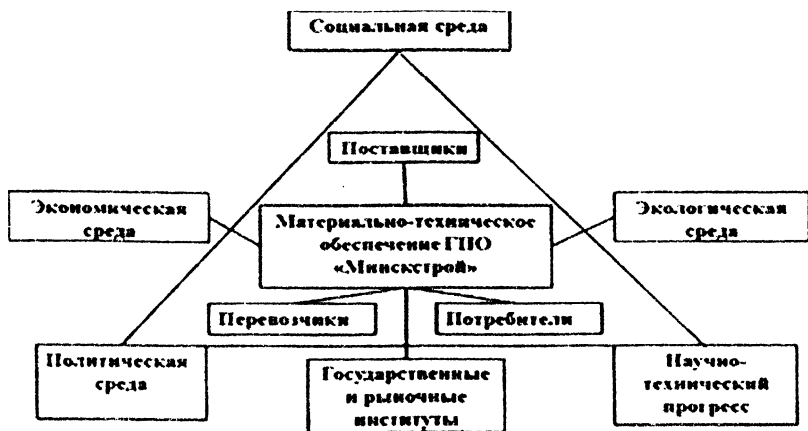 Социальная среда
Поставщики
Экономическая
среда
Материально-техническое
обеспечение ГПО
«Минскстрой»
Экологическая
среда
Перевозчики
Потребители
Политическая
среда
Государственные
и рыночные
институты
Научно-
технический
прогресс